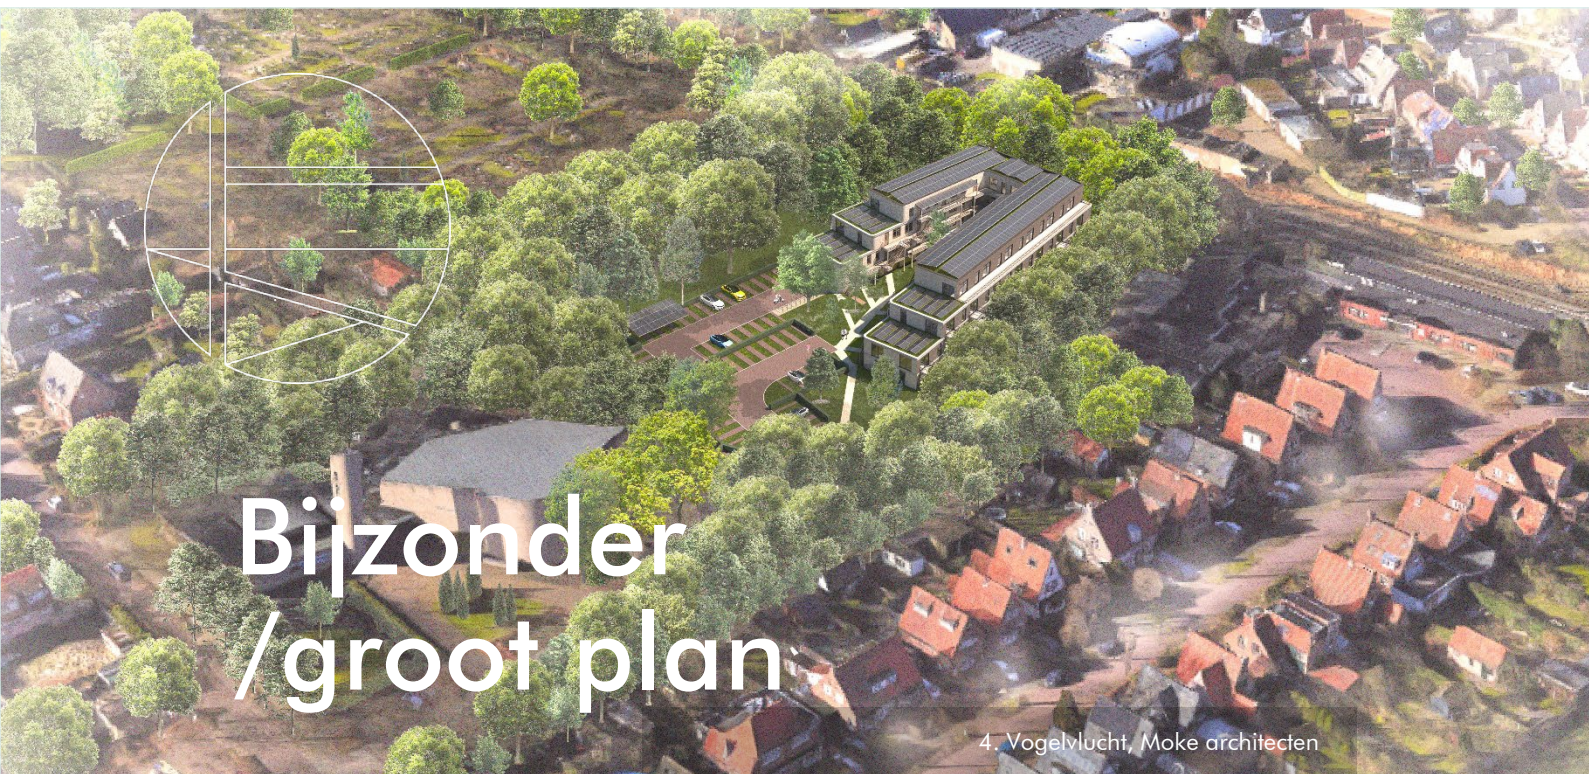 Bijzonder
/groot plan
4. Vogelvlucht, Moke architecten